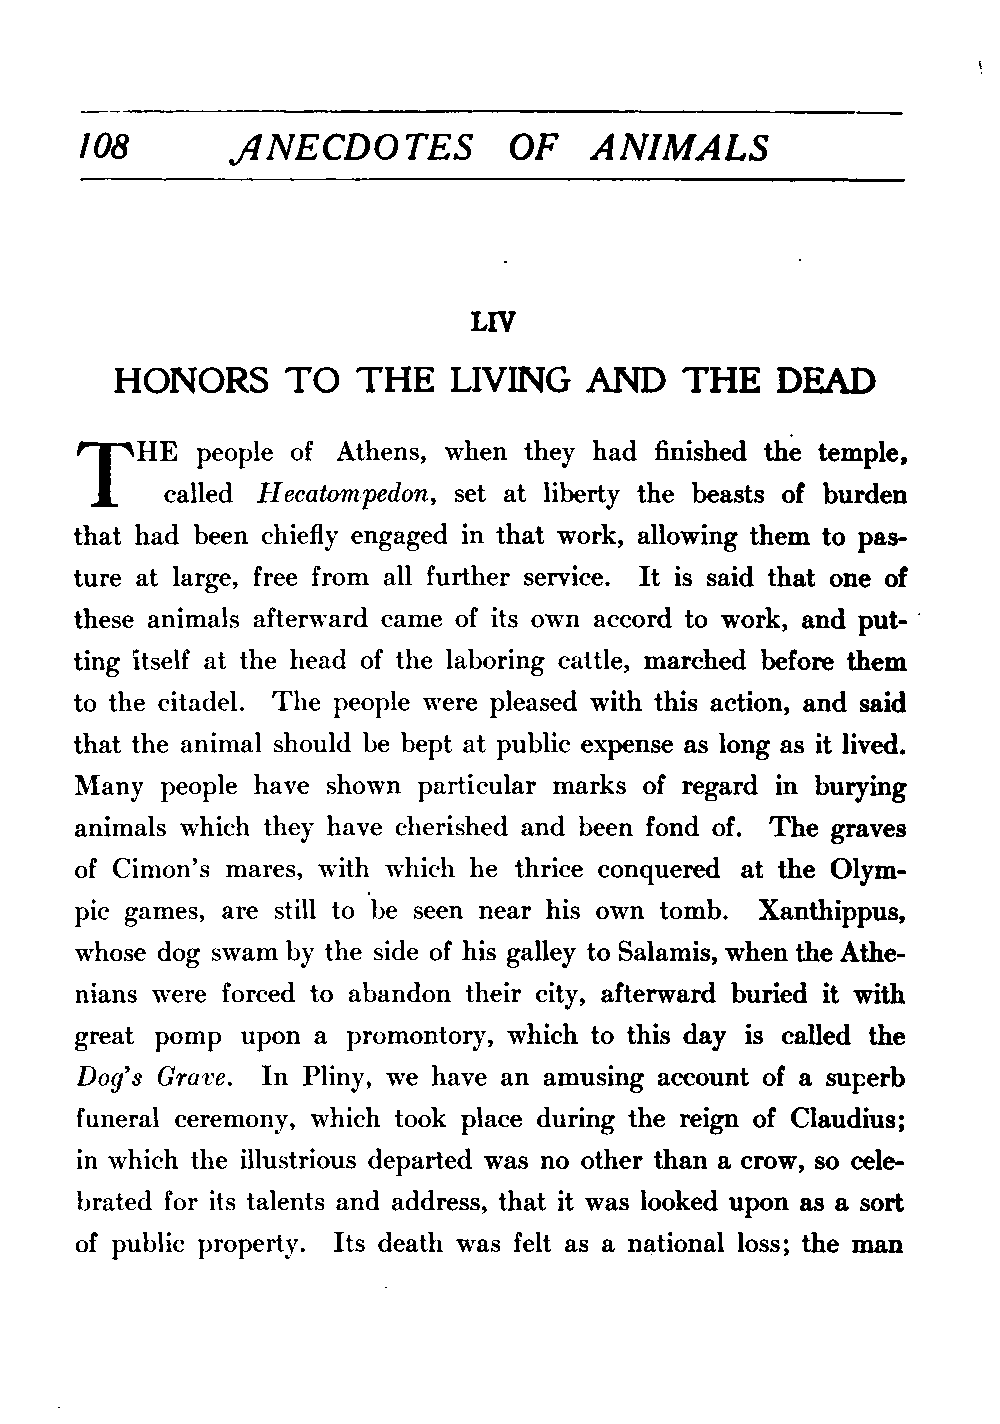 108 ANECDOTES OF ANIMALS
LIV
HONORS TO THE LIVING AND THE DEAD
THE people of Athens, when they had finished the temple,
called Hecatompedon, set at liberty the beasts of burden
that had been chiefly engaged in that work, allowing them to pas-
ture at large, free from all further service. It is said that one of
these animals afterward came of its own accord to work, and put-
ting itself at the head of the laboring cattle, marched before them
to the citadel. The people were pleased with this action, and said
that the animal should be bept at public expense as long as it lived.
Many people have shown particular marks of regard in burying
animals which they have cherished and been fond of. The graves
of Cimon's mares, with which he thrice conquered at the Olym-
pic games, are still to be seen near his own tomb. Xanthippus,
whose dog swam by the side of his galley to Salamis, when the Athe-
nians were forced to abandon their city, afterward buried it with
great pomp upon a promontory, which to this day is called the
Dog's Grave. In Pliny, we have an amusing account of a superb
funeral ceremony, which took place during the reign of Claudius;
in which the illustrious departed was no other than a crow, so cele-
brated for its talents and address, that it was looked upon as a sort
of public property. Its death was felt as a national loss; the man